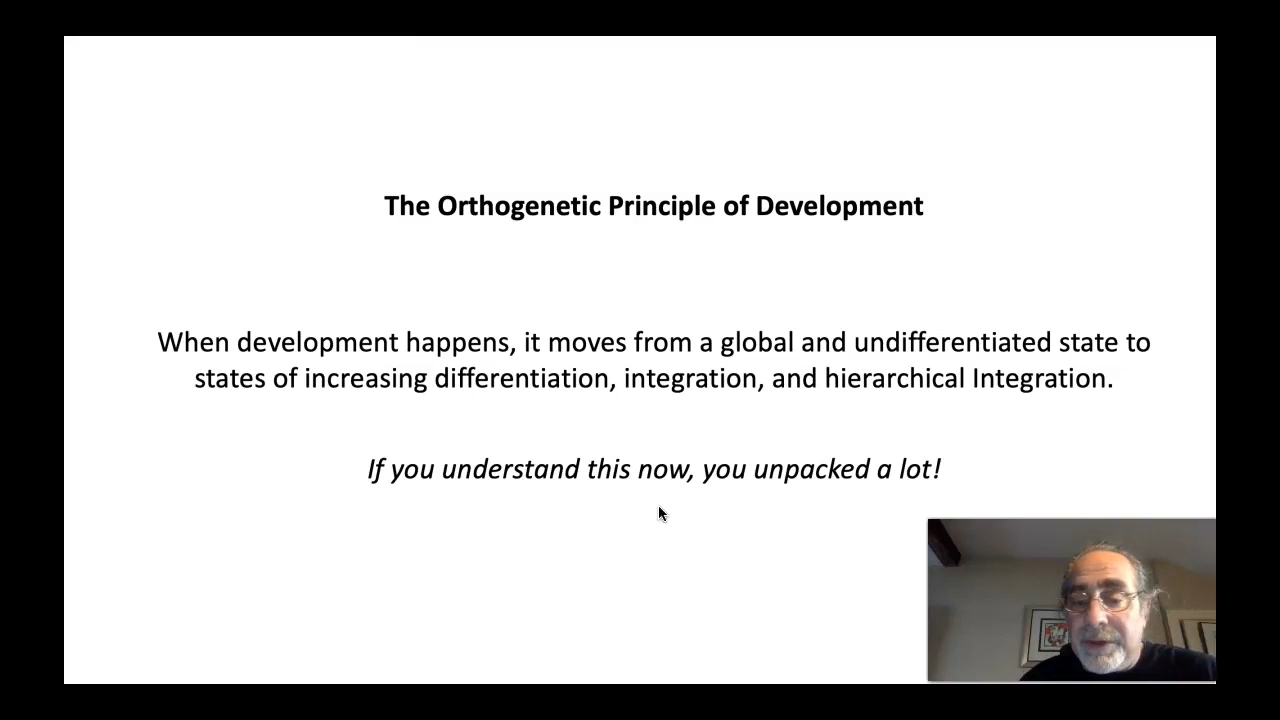 The Orthogenetic Principle of Development
When development happens, it moves from a global and undifferentiated state to
states of increasing differentiation, integration, and hierarchical Integration.
If you understand this now, you unpacked a lot!